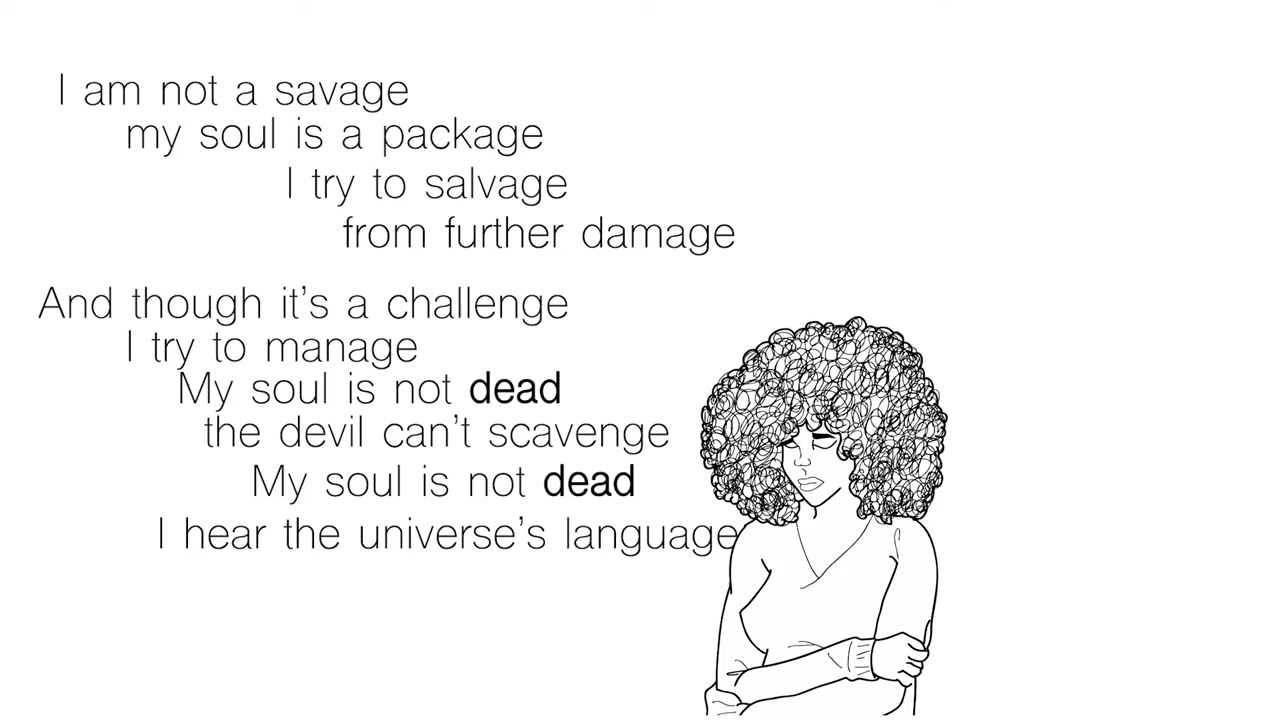 I am not a savage
my soul is a package
I try to salvage
from further damage
And though it's a challenge
I try to manage
My soul is not dead
the devil can't scavenge
My soul is not dead
I hear the universe's language